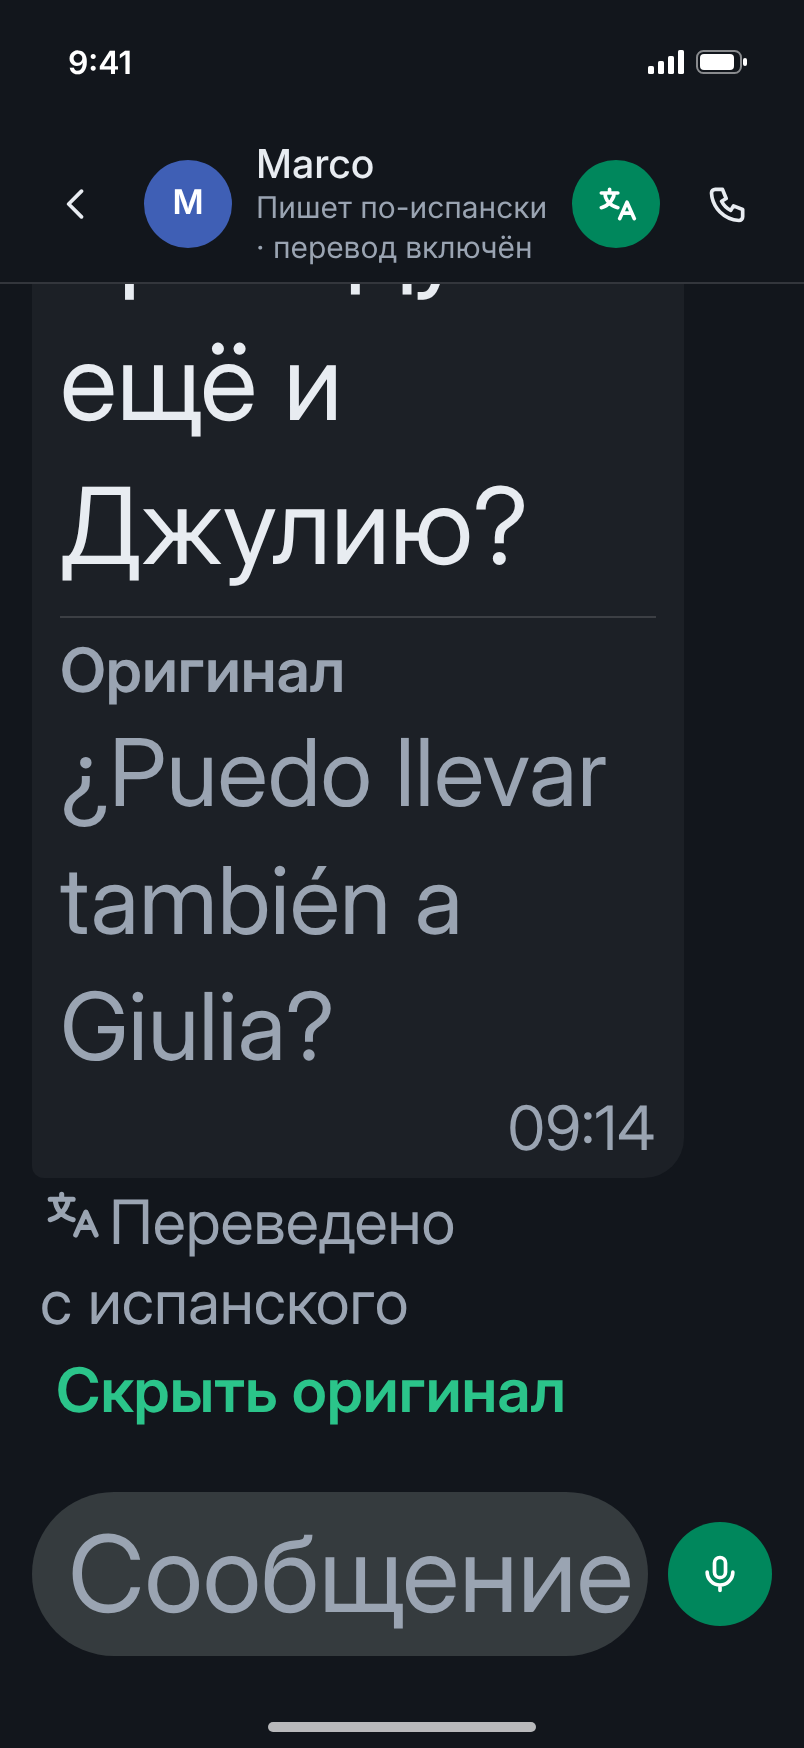 9:41
M
Marco
Пишет по-испански
· перевод включён
ещё и
Джулию?
Оригинал
¿Puedo llevar
también a
Giulia?
09:14
Переведено
с испанского
Скрыть оригинал
Сообщение